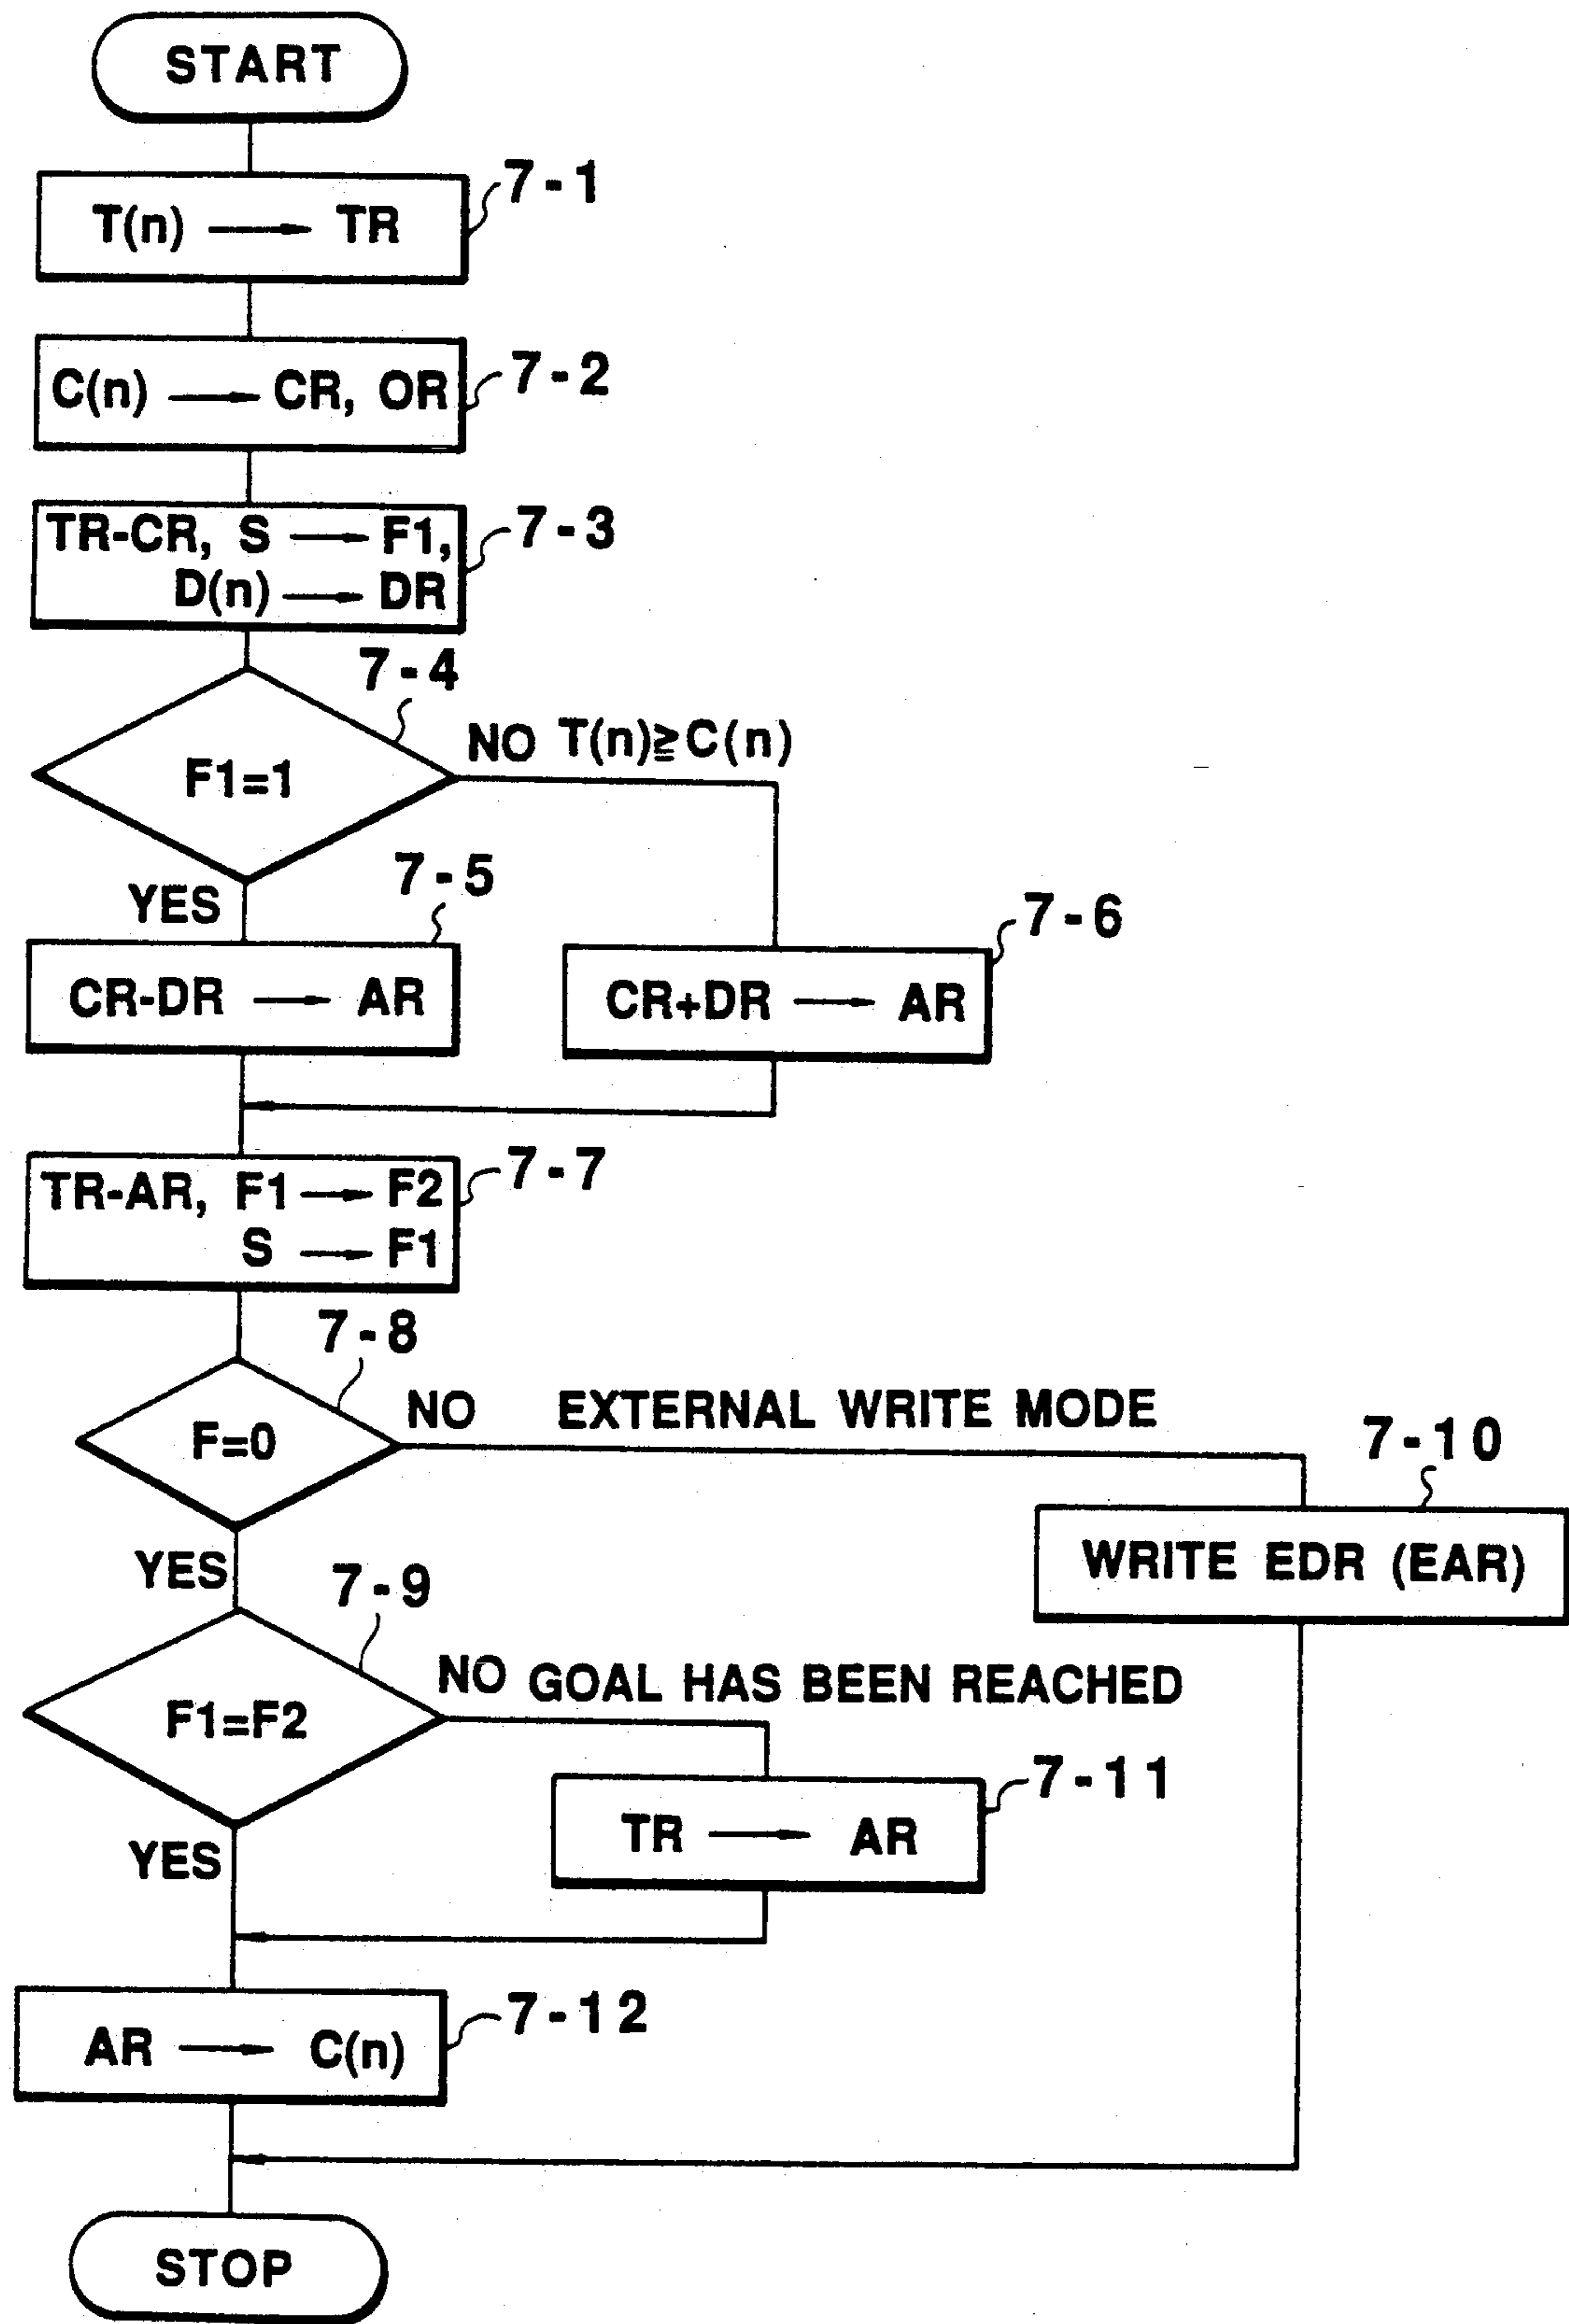 START
7-1
T(n) → TR
7-2
C(n) → CR, OR
7-3
TR-CR, S → F1,
D(n) → DR
7-4
NO T(n)≧C(n)
F1=1
YES
7-5
7-6
CR-DR → AR
CR+DR → AR
7-7
TR-AR, F1 → F2
S → F1
7-8
NO EXTERNAL WRITE MODE
F=0
7-10
WRITE EDR (EAR)
YES
7-9
NO GOAL HAS BEEN REACHED
F1=F2
7-11
TR → AR
YES
7-12
AR → C(n)
STOP